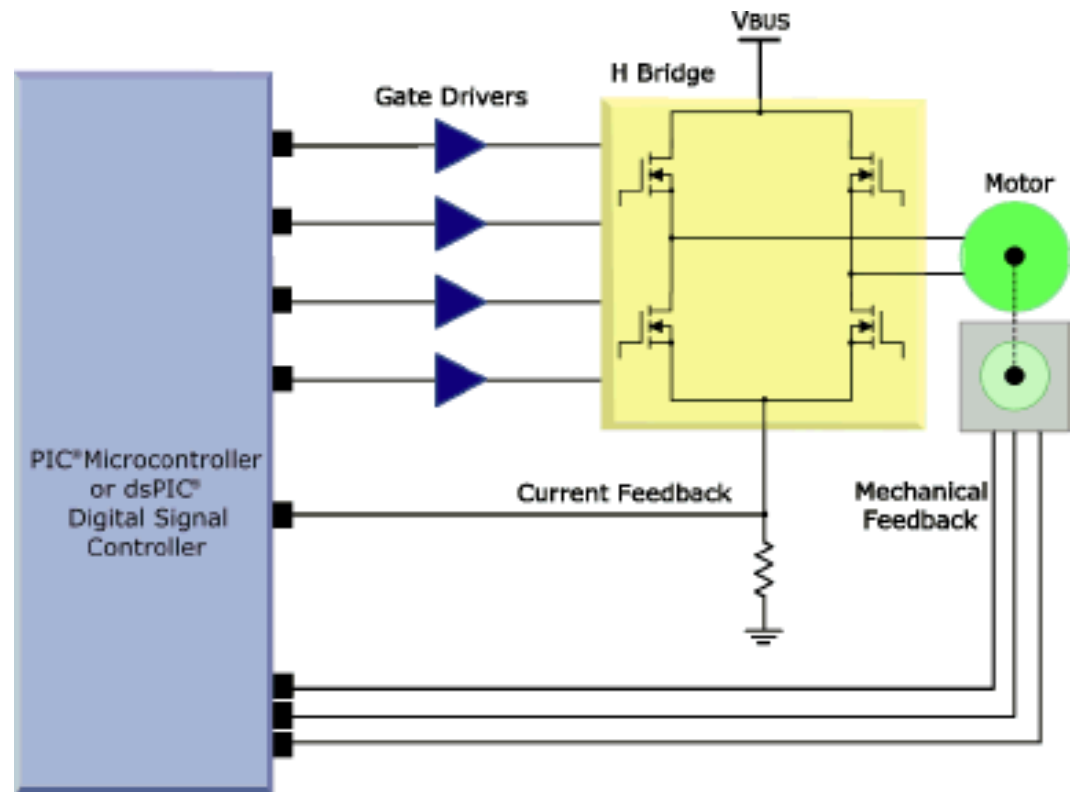 VBUS
H Bridge
Gate Drivers
Motor
PIC®Microcontroller
or dsPIC®
Digital Signal
Controller
Current Feedback
Mechanical
Feedback